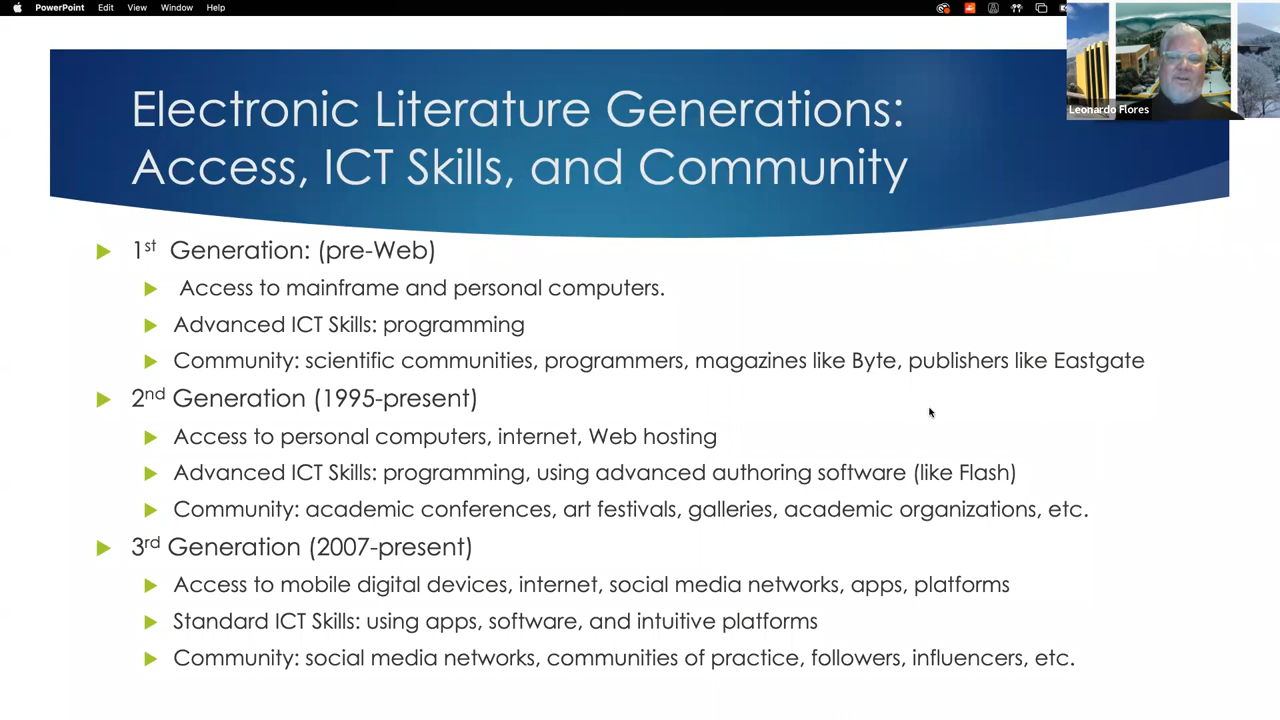 PowerPoint Edit View Window Help
Leonardo Flores
Electronic Literature Generations:
Access, ICT Skills, and Community
1st Generation: (pre-Web)
Access to mainframe and personal computers.
Advanced ICT Skills: programming
Community: scientific communities, programmers, magazines like Byte, publishers like Eastgate
2nd Generation (1995-present)
Access to personal computers, internet, Web hosting
Advanced ICT Skills: programming, using advanced authoring software (like Flash)
Community: academic conferences, art festivals, galleries, academic organizations, etc.
3rd Generation (2007-present)
Access to mobile digital devices, internet, social media networks, apps, platforms
Standard ICT Skills: using apps, software, and intuitive platforms
Community: social media networks, communities of practice, followers, influencers, etc.